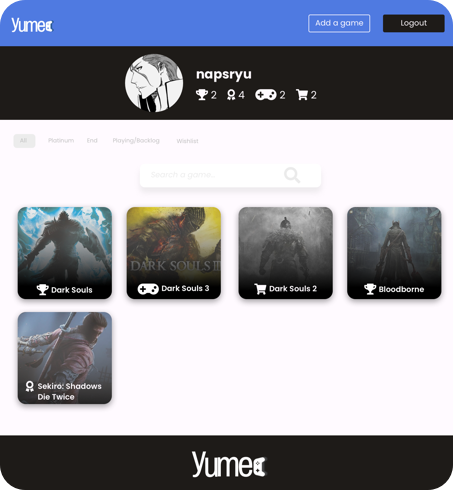 Yume
Add a game
Logout
napsryu
2 4 2 2
All Platinum End Playing/Backlog Wishlist
Search a game...
DARK SOULS III
Dark Souls
Dark Souls 3
Dark Souls 2
Bloodborne
Sekiro: Shadows
Die Twice
Yume